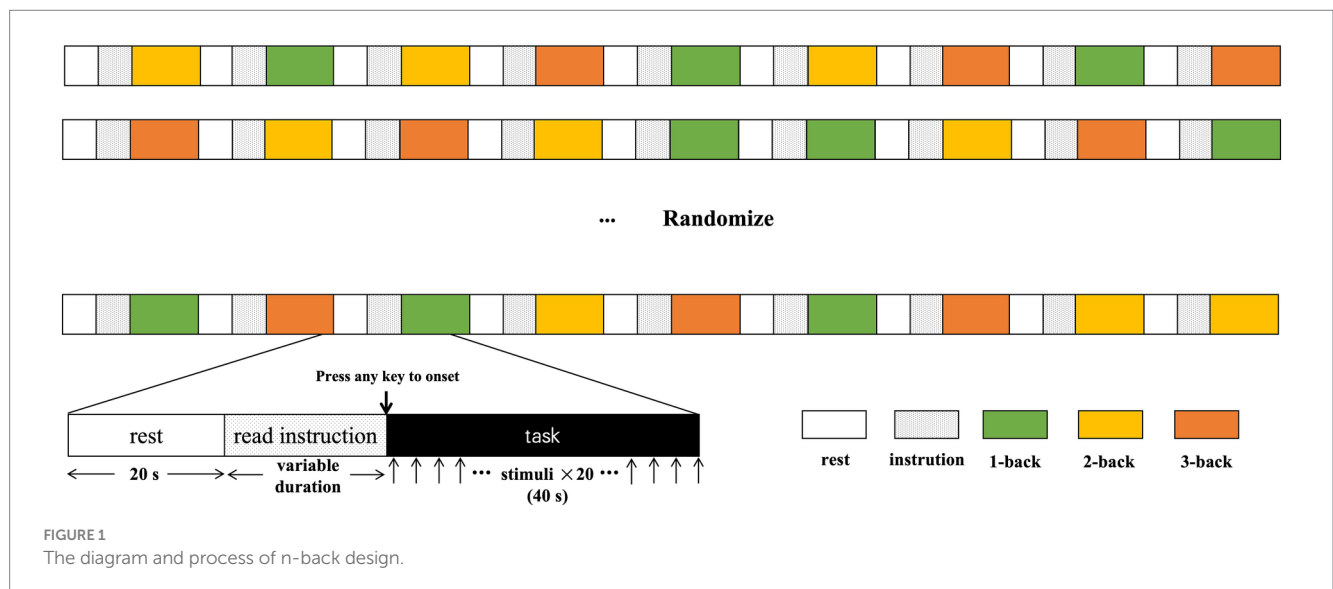 ... Randomize
Press any key to onset
rest read instruction task
20 s variable duration ... stimuli ×20 ... (40 s)
rest instrution 1-back 2-back 3-back
FIGURE 1
The diagram and process of n-back design.